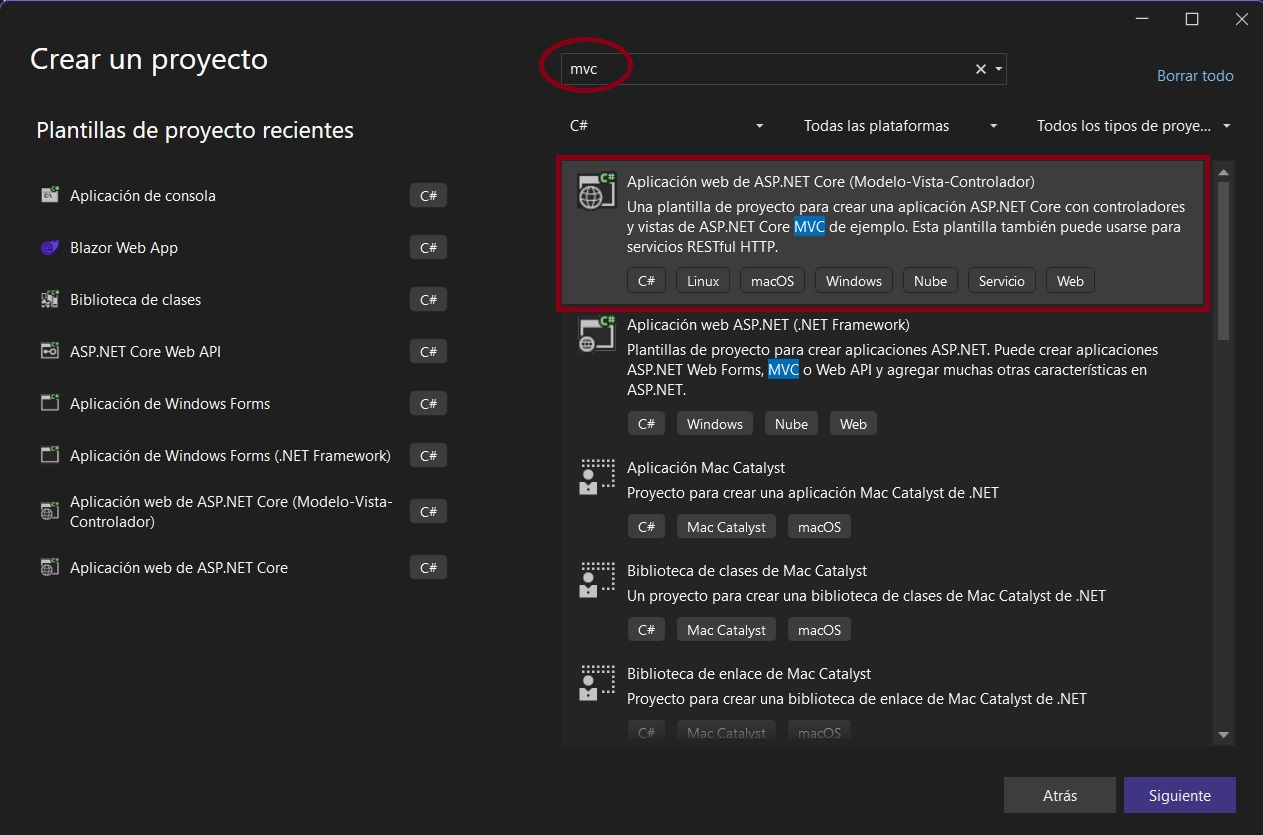 Crear un proyecto
Plantillas de proyecto recientes
Aplicación de consola
C#
Blazor Web App
C#
Biblioteca de clases
C#
ASP.NET Core Web API
C#
Aplicación de Windows Forms
C#
Aplicación de Windows Forms (.NET Framework)
C#
Aplicación web de ASP.NET Core (Modelo-Vista-
Controlador)
C#
Aplicación web de ASP.NET Core
C#
mvc
Borrar todo
C# Todas las plataformas Todos los tipos de proye...
Aplicación web de ASP.NET Core (Modelo-Vista-Controlador)
Una plantilla de proyecto para crear una aplicación ASP.NET Core con controladores
y vistas de ASP.NET Core MVC de ejemplo. Esta plantilla también puede usarse para
servicios RESTful HTTP.
C# Linux macOS Windows Nube Servicio Web
Aplicación web ASP.NET (.NET Framework)
Plantillas de proyecto para crear aplicaciones ASP.NET. Puede crear aplicaciones
ASP.NET Web Forms, MVC o Web API y agregar muchas otras características en
ASP.NET.
C# Windows Nube Web
Aplicación Mac Catalyst
Proyecto para crear una aplicación Mac Catalyst de .NET
C# Mac Catalyst macOS
Biblioteca de clases de Mac Catalyst
Un proyecto para crear una biblioteca de clases de Mac Catalyst de .NET
C# Mac Catalyst macOS
Biblioteca de enlace de Mac Catalyst
Proyecto para crear una biblioteca de enlace de Mac Catalyst de .NET
C# Mac Catalyst macOS
Atrás Siguiente